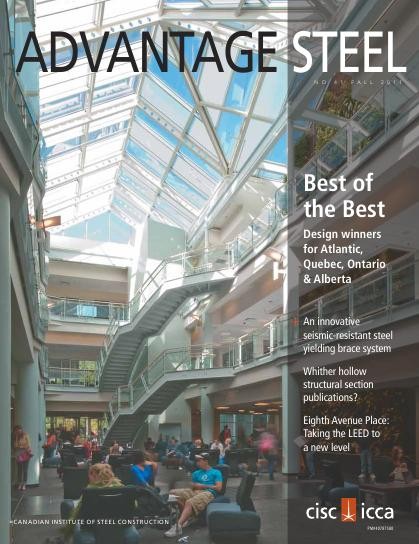 ADVANTAGE STEEL
NO 41 FALL 2011
Best of
the Best
Design winners
for Atlantic,
Quebec, Ontario
& Alberta
An innovative
seismic-resistant steel
yielding brace system
Whither hollow
structural section
publications?
Eighth Avenue Place:
Taking the LEED to
a new level
cisc icca
CANADIAN INSTITUTE OF STEEL CONSTRUCTION